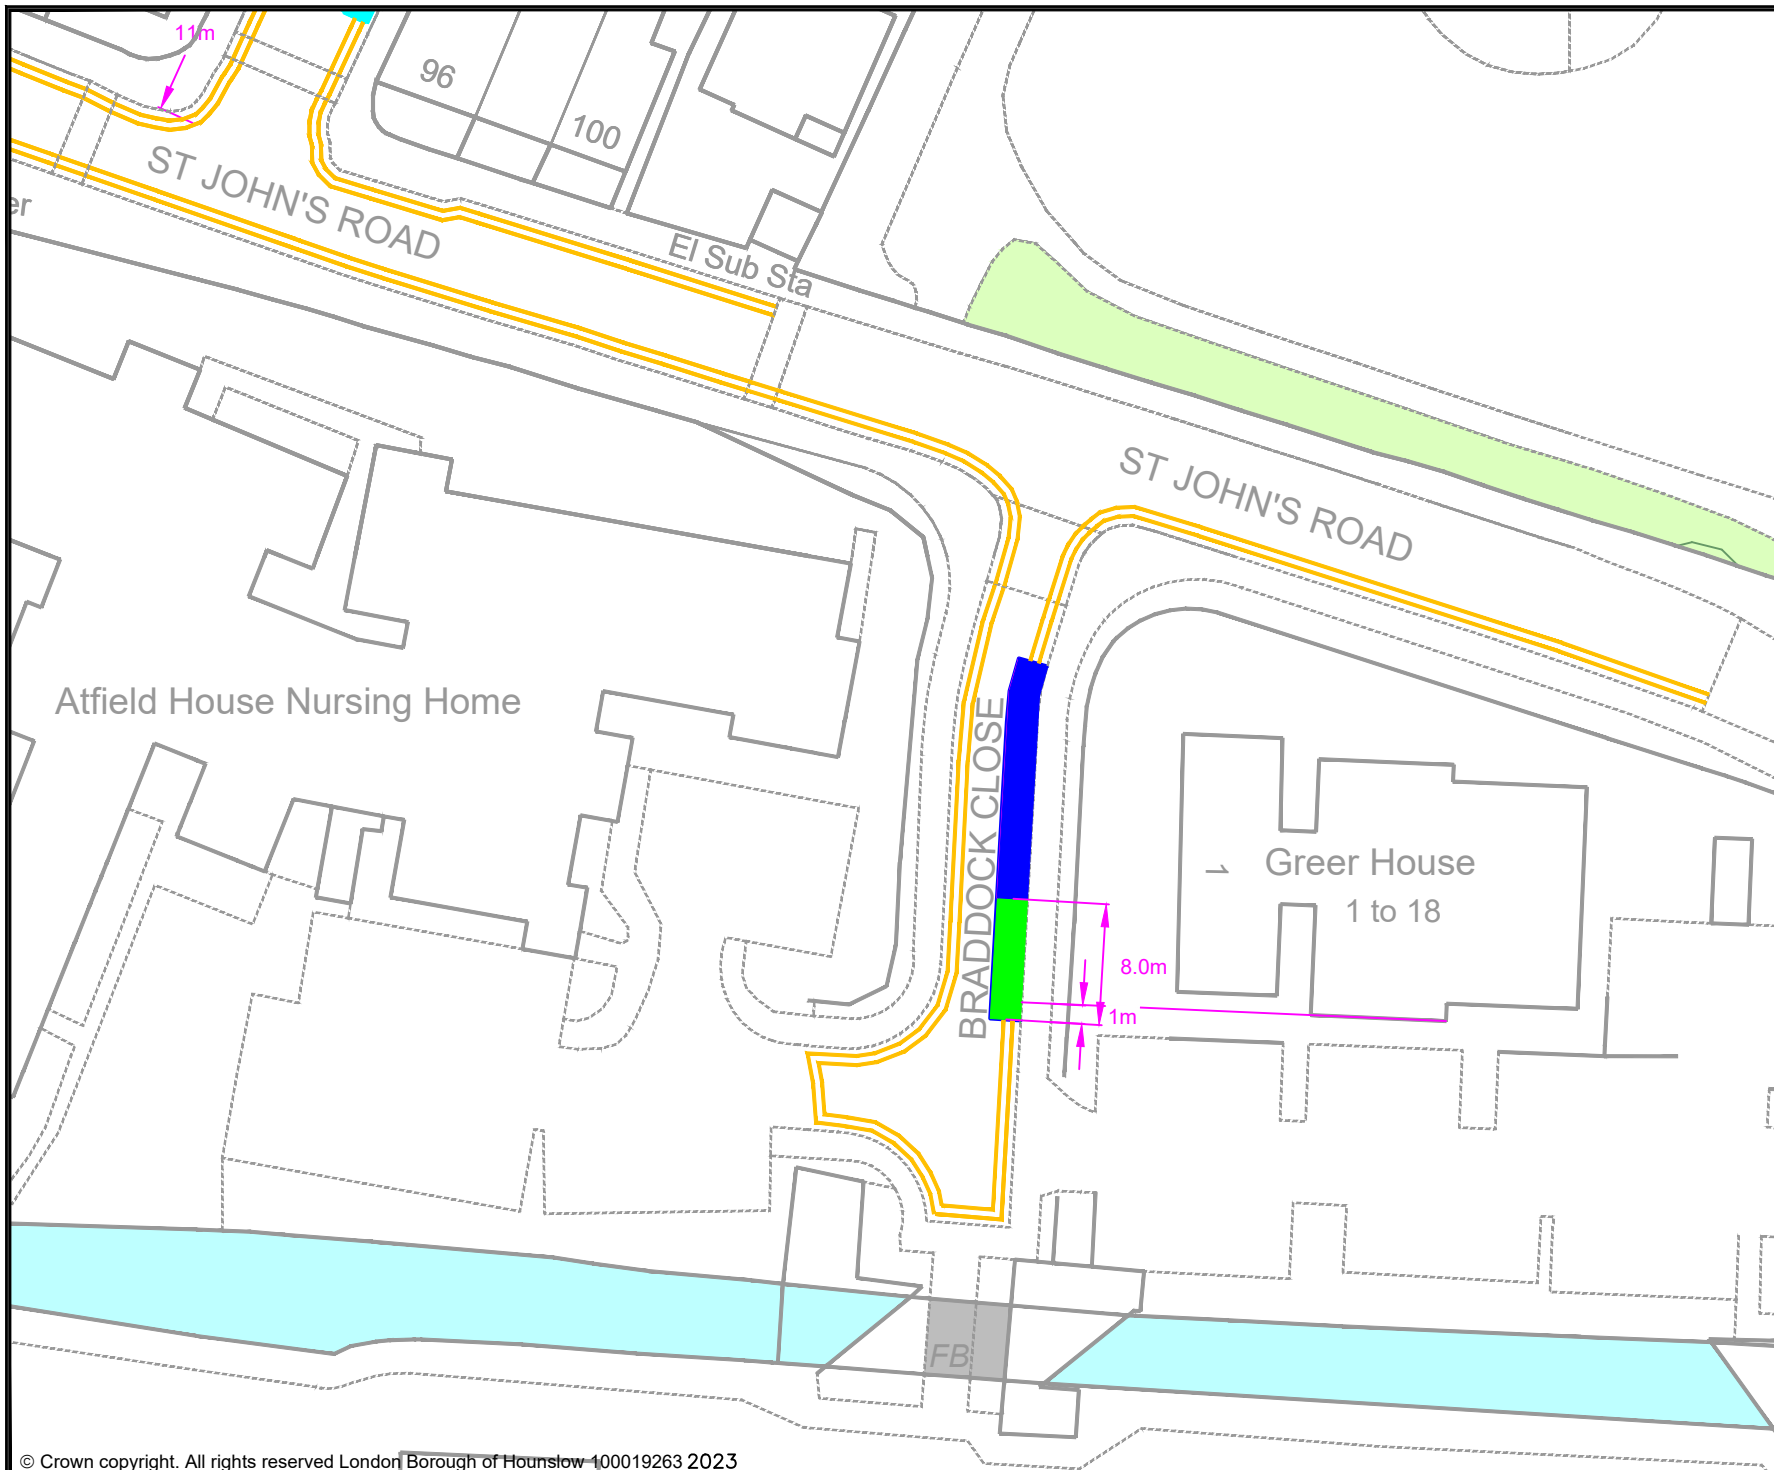 11m
96
100
ST JOHN'S ROAD
er
El Sub Sta
ST JOHN'S ROAD
Atfield House Nursing Home
BRADDOCK CLOSE
1
Greer House
1 to 18
8.0m
1m
FB
© Crown copyright. All rights reserved London Borough of Hounslow 100019263 2023